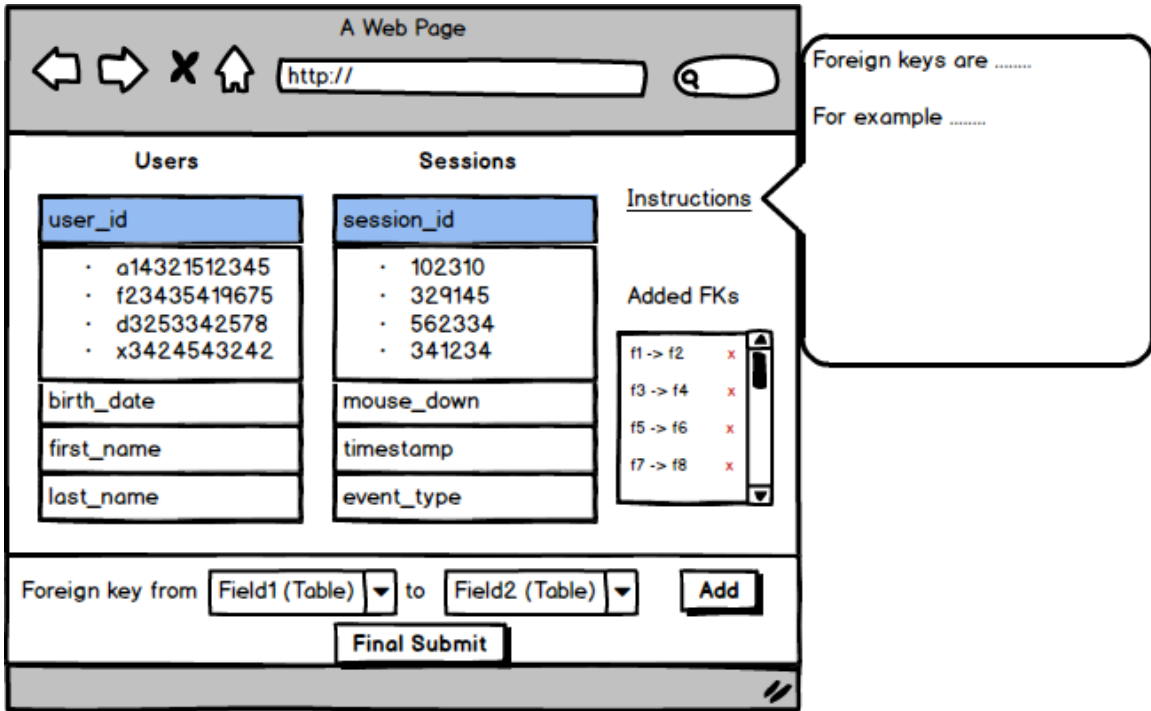 A Web Page
http://
Foreign keys are ........
For example ........
Users
user_id
· a14321512345
· f23435419675
· d3253342578
· x3424543242
birth_date
first_name
last_name
Sessions
session_id
· 102310
· 329145
· 562334
· 341234
mouse_down
timestamp
event_type
Instructions
Added FKs
f1 -> f2 x
f3 -> f4 x
f5 -> f6 x
f7 -> f8 x
Foreign key from Field1 (Table) to Field2 (Table) Add
Final Submit